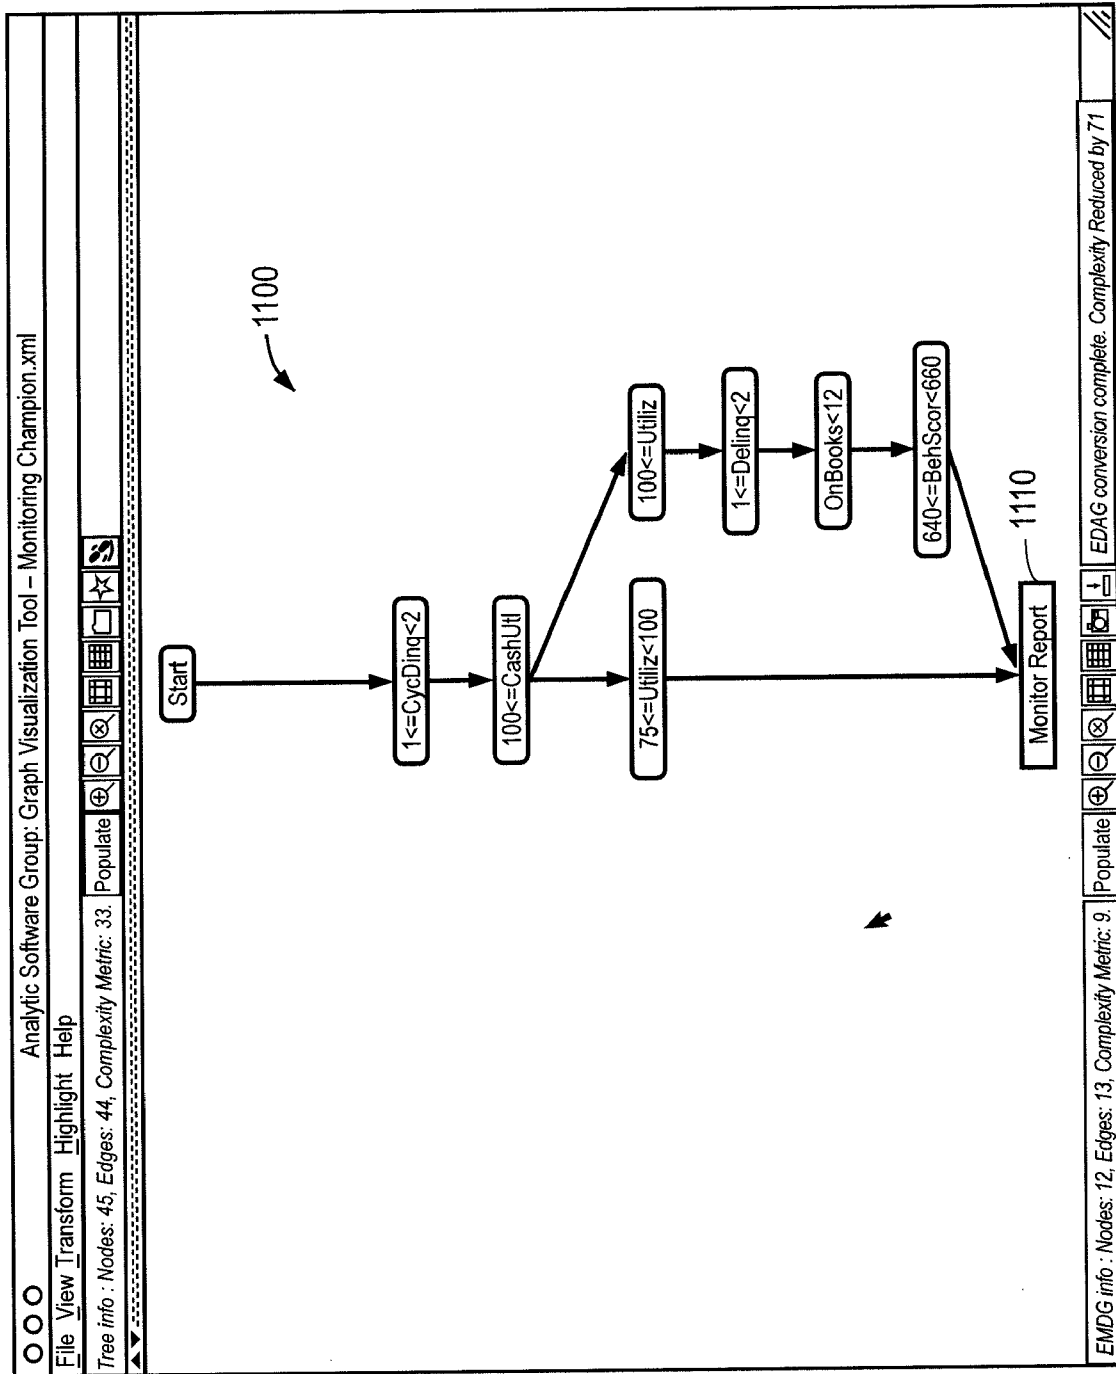 Analytic Software Group: Graph Visualization Tool – Monitoring Champion.xml
File View Transform Highlight Help
Tree info : Nodes: 45, Edges: 44, Complexity Metric: 33. Populate
Start
1100
1<=CycDinq<2
100<=CashUtl
75<=Utiliz<100
100<=Utiliz
1<=Delinq<2
OnBooks<12
640<=BehScor<660
Monitor Report
1110
EMDG info : Nodes: 12, Edges: 13, Complexity Metric: 9. Populate EDAG conversion complete. Complexity Reduced by 71